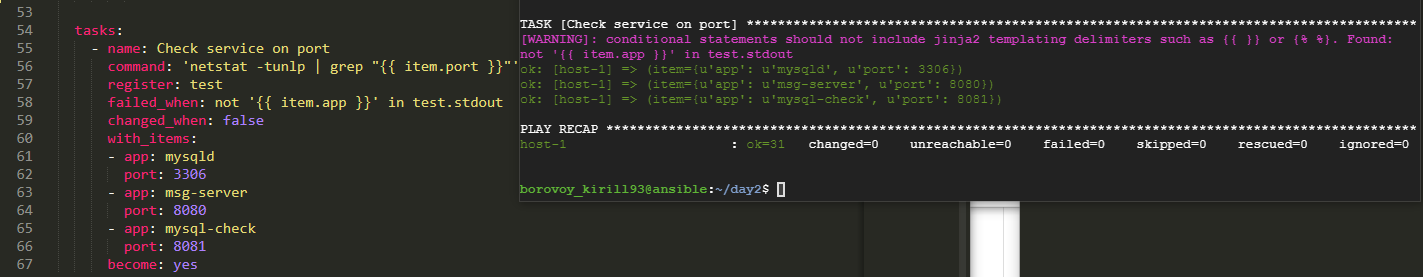 53
54 tasks:
55 - name: Check service on port
56 command: 'netstat -tunlp | grep "{{ item.port }}"'
57 register: test
58 failed_when: not '{{ item.app }}' in test.stdout
59 changed_when: false
60 with_items:
61 - app: mysqld
62 port: 3306
63 - app: msg-server
64 port: 8080
65 - app: mysql-check
66 port: 8081
67 become: yes
TASK [Check service on port] *******************************************************************************************
[WARNING]: conditional statements should not include jinja2 templating delimiters such as {{ }} or {% %}. Found:
not '{{ item.app }}' in test.stdout
ok: [host-1] => (item={u'app': u'mysqld', u'port': 3306})
ok: [host-1] => (item={u'app': u'msg-server', u'port': 8080})
ok: [host-1] => (item={u'app': u'mysql-check', u'port': 8081})
PLAY RECAP *************************************************************************************************************
host-1 : ok=31 changed=0 unreachable=0 failed=0 skipped=0 rescued=0 ignored=0
borovoy_kirill93@ansible:~/day2$